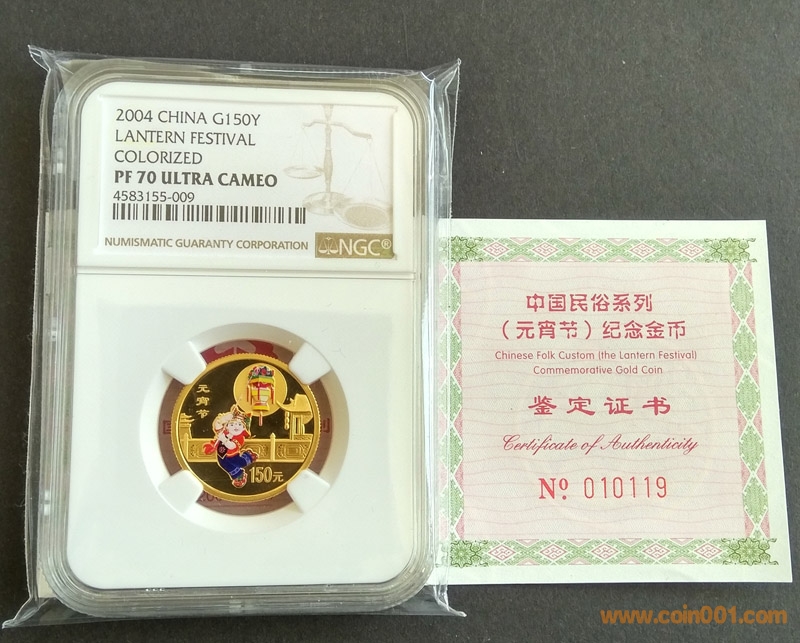 2004 CHINA G150Y
LANTERN FESTIVAL
COLORIZED
PF 70 ULTRA CAMEO
4583155-009
NUMISMATIC GUARANTY CORPORATION
NGC®
元宵节
150元
中国民俗系列
（元宵节）纪念金币
Chinese Folk Custom (the Lantern Festival)
Commemorative Gold Coin
鉴定证书
Certificate of Authenticity
Nº 010119
www.coin001.com